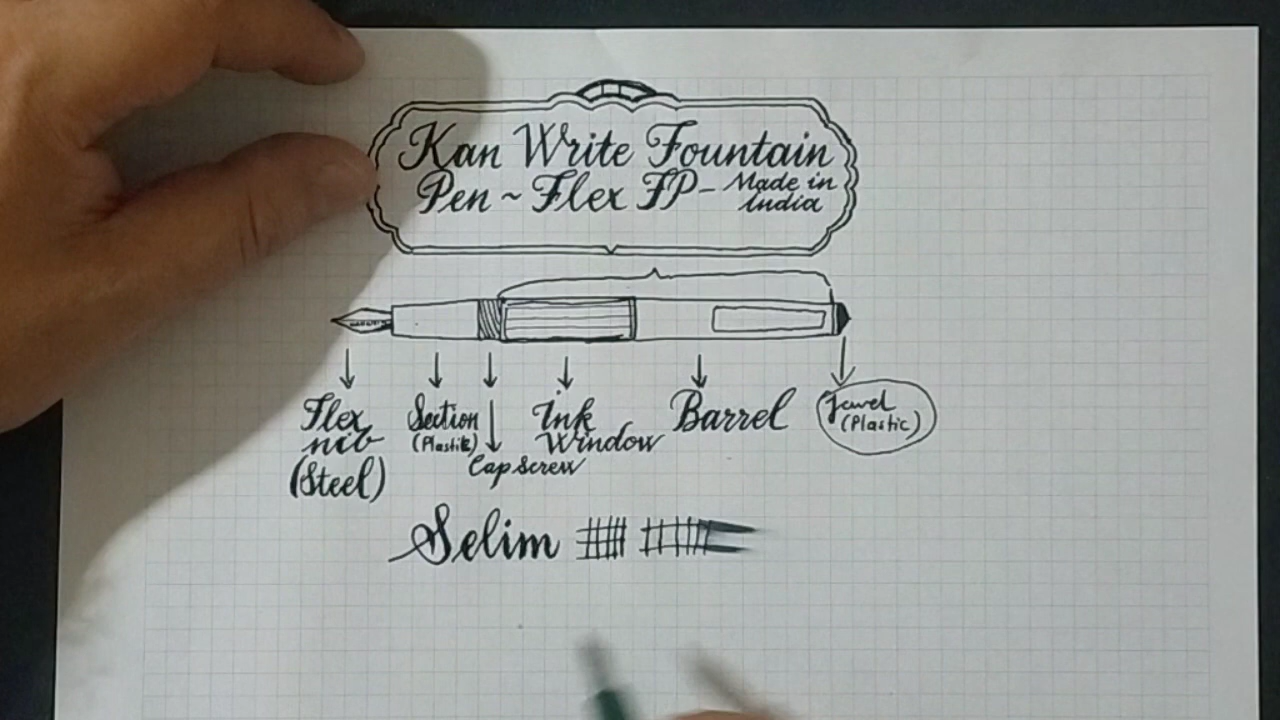 Kan Write Fountain
Pen ~ Flex FP - Made in
India
Flex
nib
(Steel)
Section
(Plastik)
Cap screw
Ink
Window
Barrel
Jewel
(Plastic)
Selim